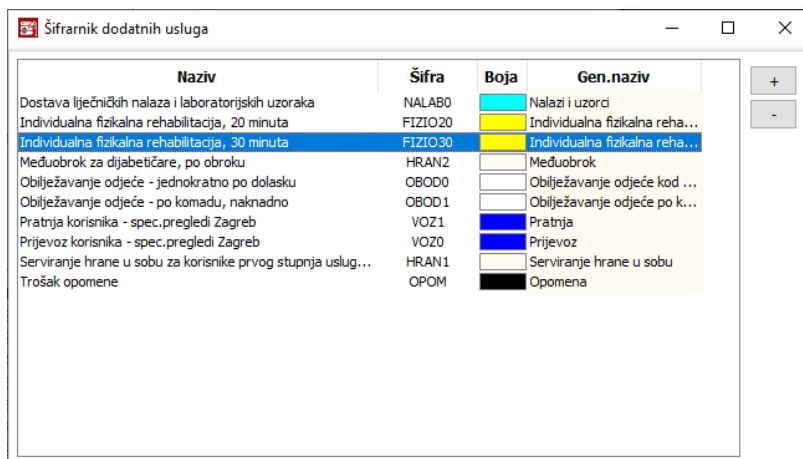 Šifrarnik dodatnih usluga
Naziv Šifra Boja Gen.naziv
+
-
Dostava liječničkih nalaza i laboratorijskih uzoraka NALAB0 Nalazi i uzorci
Individualna fizikalna rehabilitacija, 20 minuta FIZIO20 Individualna fizikalna reha...
Individualna fizikalna rehabilitacija, 30 minuta FIZIO30 Individualna fizikalna reha...
Međuobrok za dijabetičare, po obroku HRAN2 Međuobrok
Obilježavanje odjeće - jednokratno po dolasku OBOD0 Obilježavanje odjeće kod ...
Obilježavanje odjeće - po komadu, naknadno OBOD1 Obilježavanje odjeće po k...
Pratnja korisnika - spec.pregledi Zagreb VOZ1 Pratnja
Prijevoz korisnika - spec.pregledi Zagreb VOZ0 Prijevoz
Serviranje hrane u sobu za korisnike prvog stupnja uslug... HRAN1 Serviranje hrane u sobu
Trošak opomene OPOM Opomena